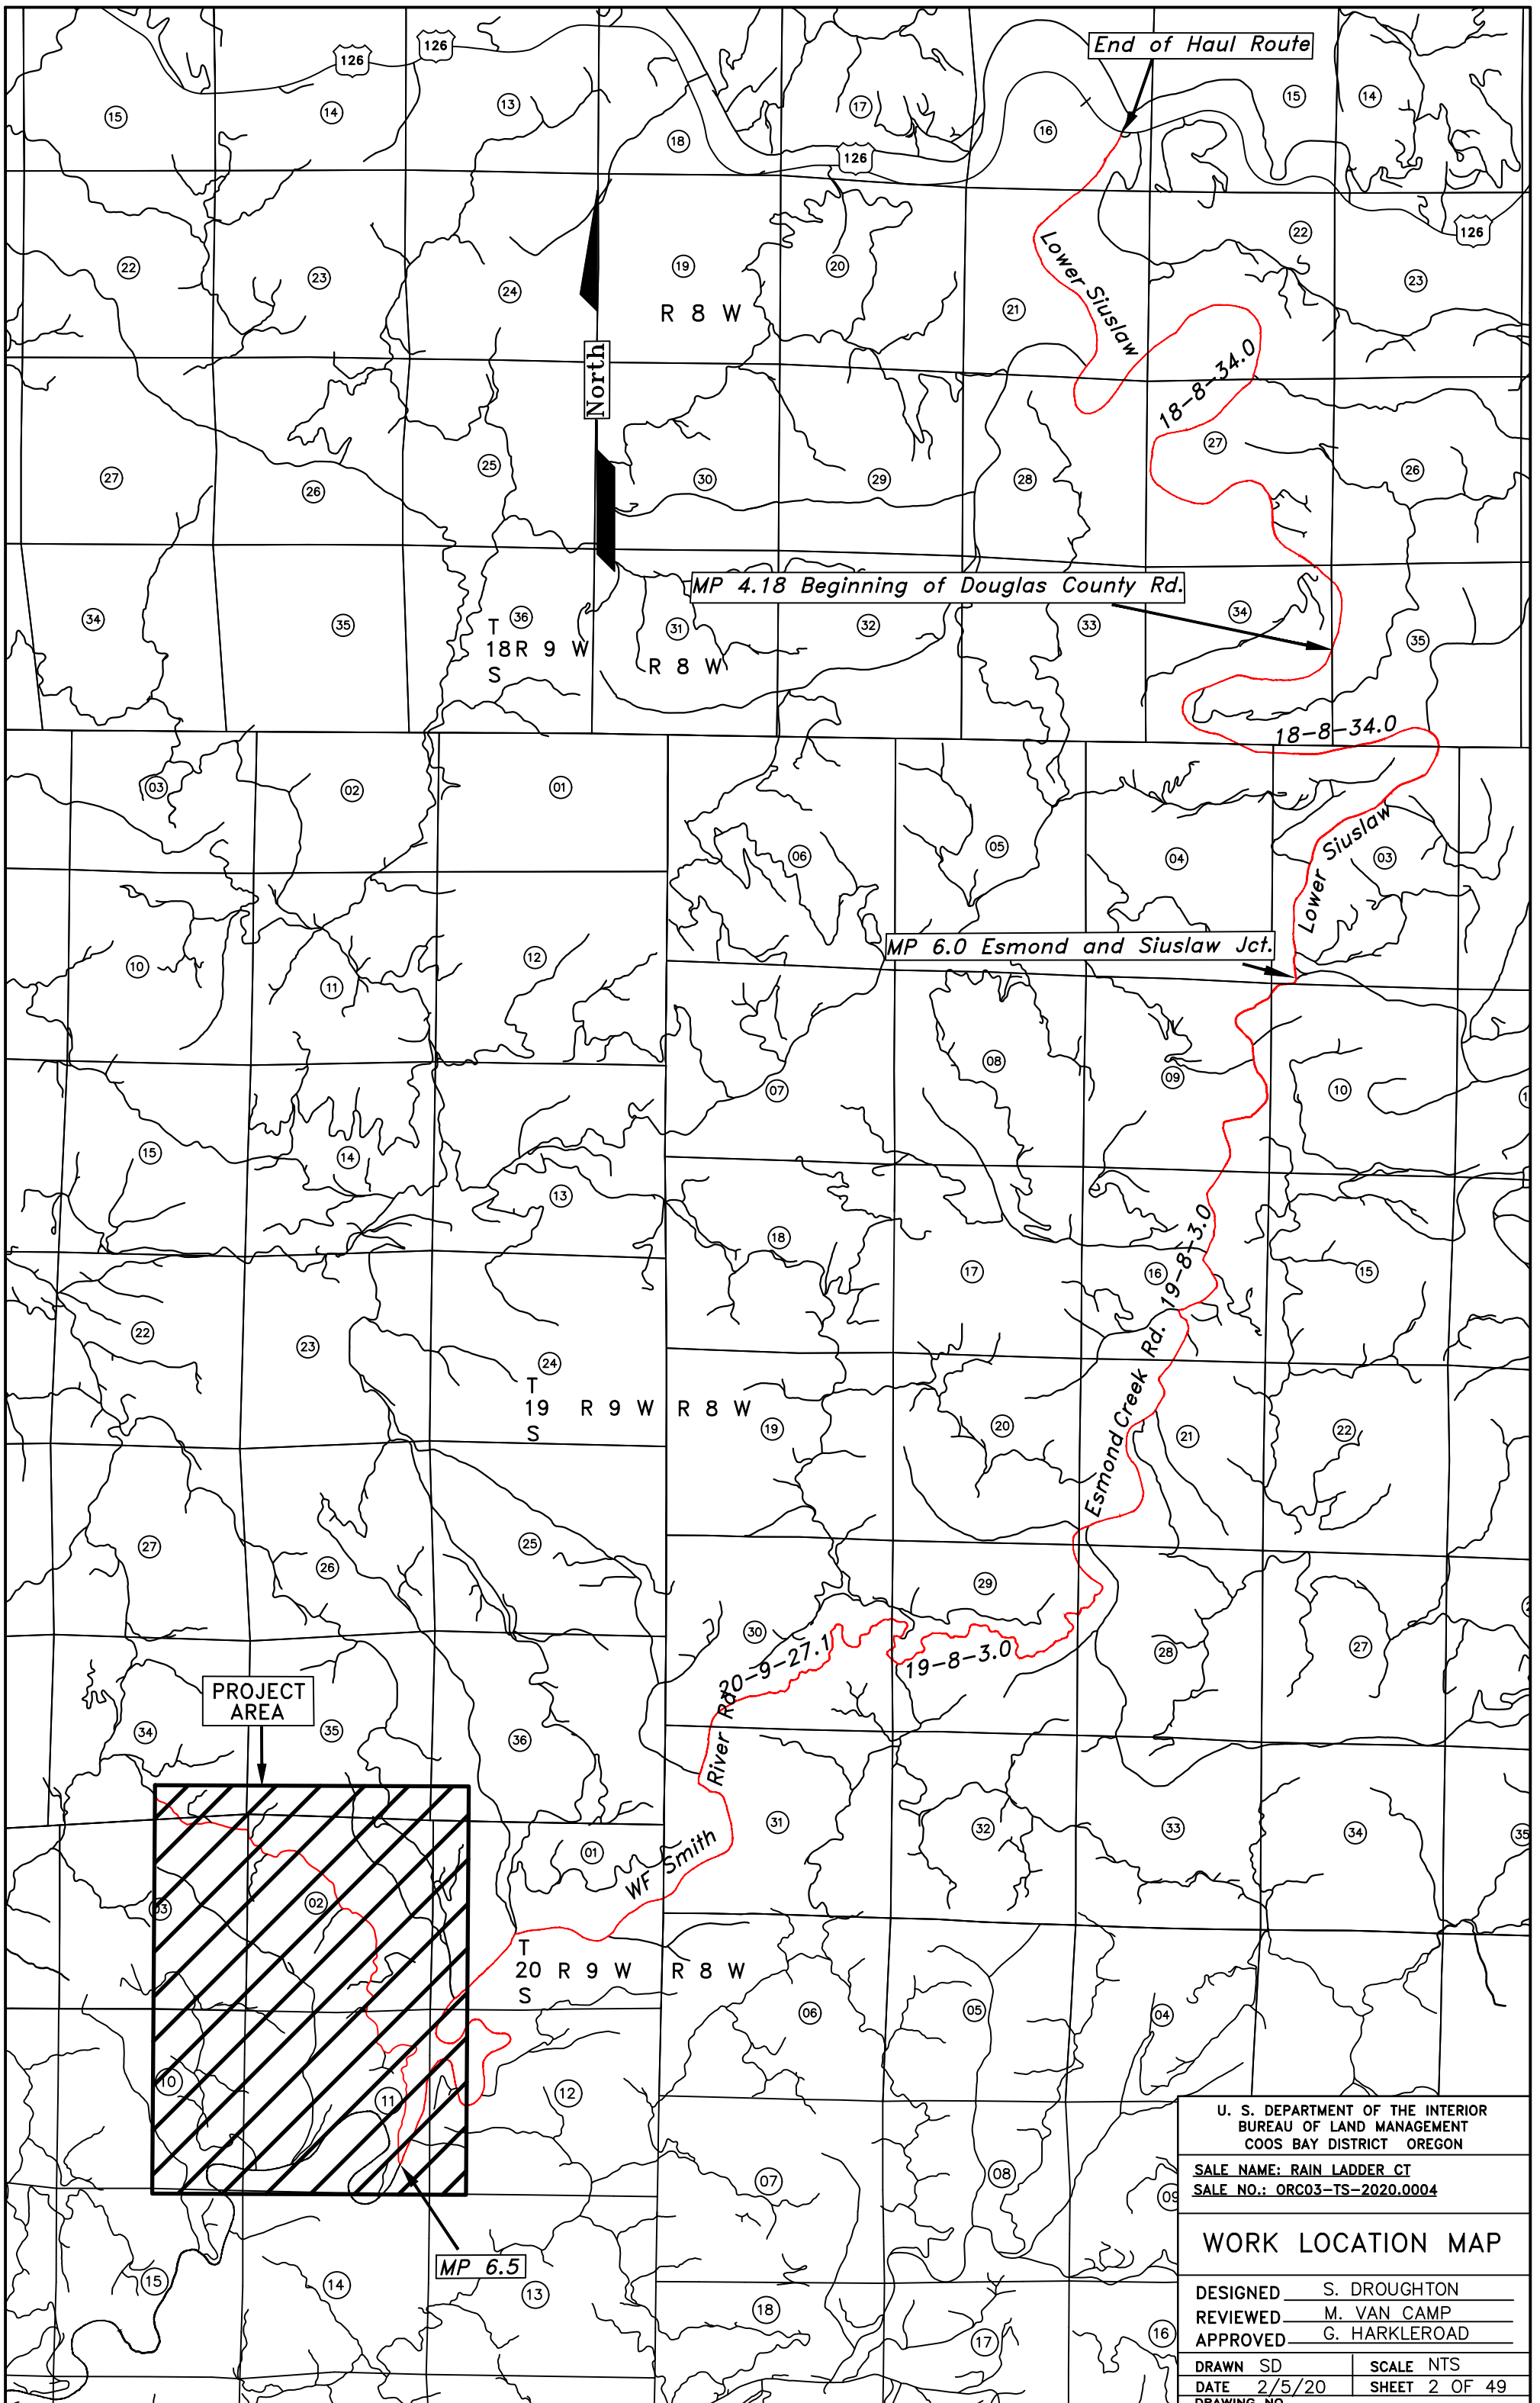 End of Haul Route
126
126
15
14
13
17
16
15
14
18
126
126
Lower Siuslaw
22
23
24
19
20
21
22
23
R 8 W
North
18-8-34.0
27
26
25
30
29
28
27
26
MP 4.18 Beginning of Douglas County Rd.
34
35
36
31
32
33
34
35
T
18R 9 W
S
R 8 W
18-8-34.0
03
02
01
06
05
04
03
Lower Siuslaw
MP 6.0 Esmond and Siuslaw Jct.
10
11
12
07
08
09
10
15
14
13
18
17
16
15
19-8-3.0
22
23
24
19
20
21
22
T
19 R 9 W R 8 W
S
Esmond Creek Rd.
27
26
25
30
29
28
27
20-9-27.1
19-8-3.0
PROJECT
AREA
34
35
36
31
32
33
34
35
River Rd
WF Smith
03
02
01
06
05
04
T
20 R 9 W R 8 W
S
10
11
12
07
08
09
MP 6.5
15
14
13
18
17
16
U. S. DEPARTMENT OF THE INTERIOR
BUREAU OF LAND MANAGEMENT
COOS BAY DISTRICT OREGON
SALE NAME: RAIN LADDER CT
SALE NO.: ORC03-TS-2020.0004
WORK LOCATION MAP
DESIGNED S. DROUGHTON
REVIEWED M. VAN CAMP
APPROVED G. HARKLEROAD
DRAWN SD SCALE NTS
DATE 2/5/20 SHEET 2 OF 49
DRAWING NO.